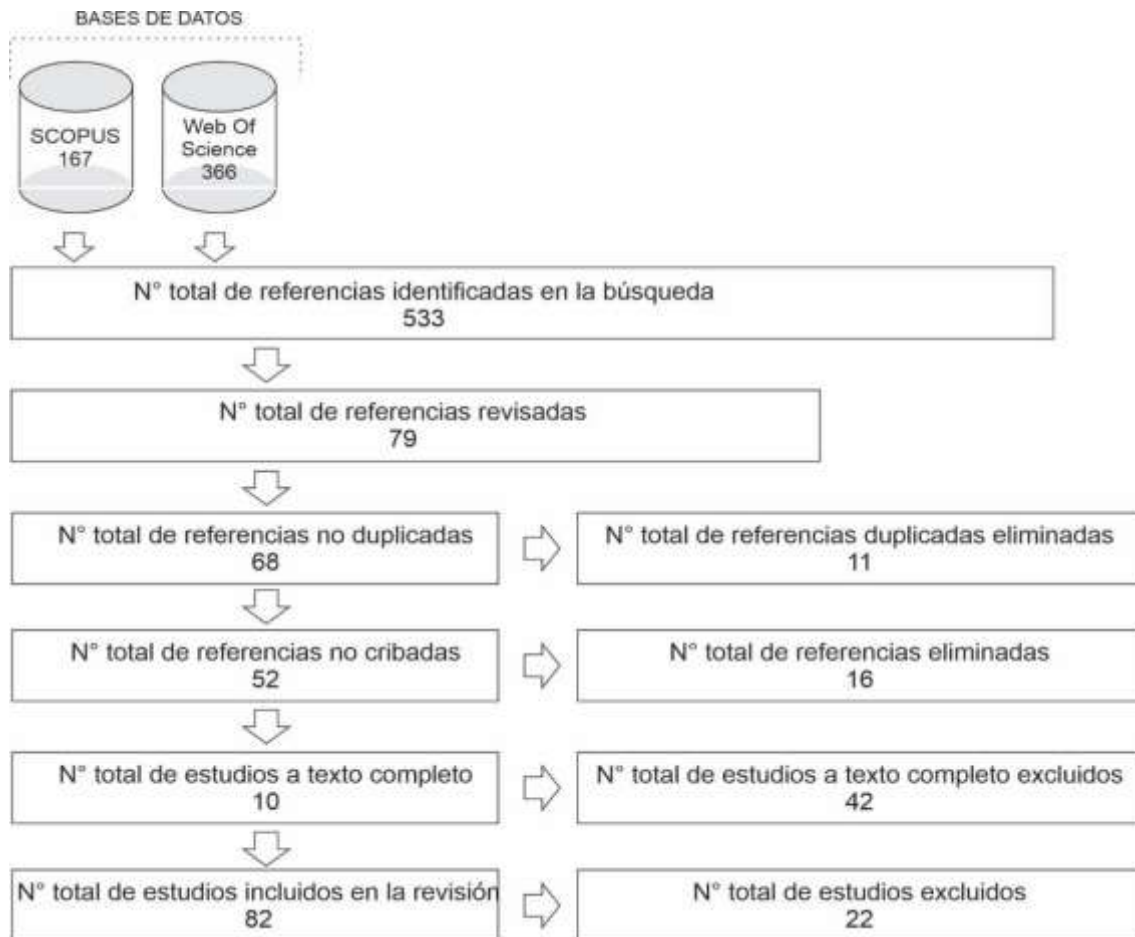 BASES DE DATOS
SCOPUS
167
Web Of
Science
366
N° total de referencias identificadas en la búsqueda
533
N° total de referencias revisadas
79
N° total de referencias no duplicadas
68
N° total de referencias duplicadas eliminadas
11
N° total de referencias no cribadas
52
N° total de referencias eliminadas
16
N° total de estudios a texto completo
10
N° total de estudios a texto completo excluidos
42
N° total de estudios incluidos en la revisión
82
N° total de estudios excluidos
22